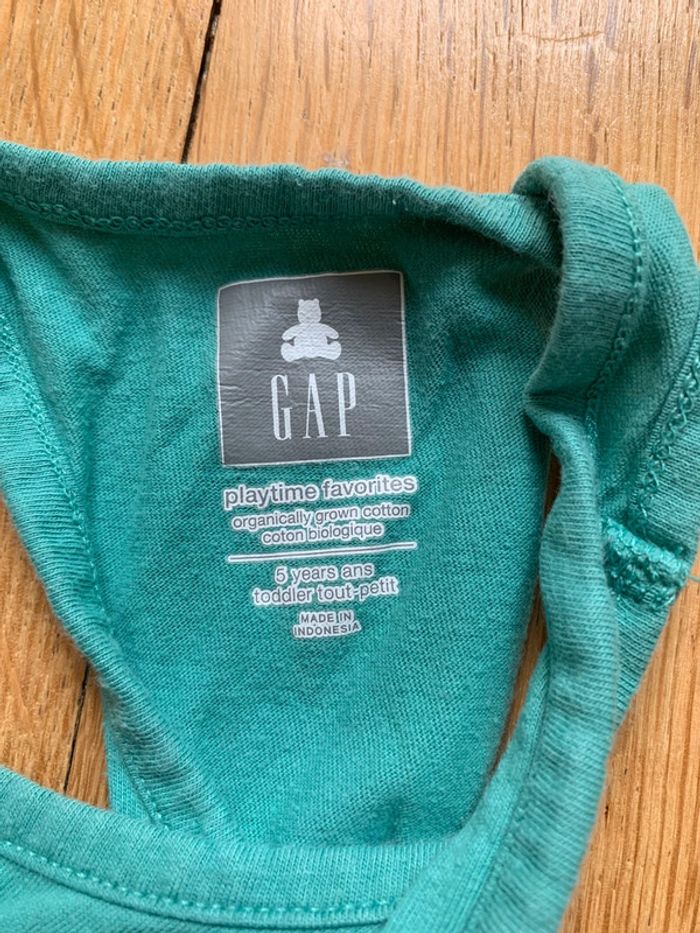 GAP
playtime favorites
organically grown cotton
coton biologique
5 years ans
toddler tout-petit
MADE IN
INDONESIA